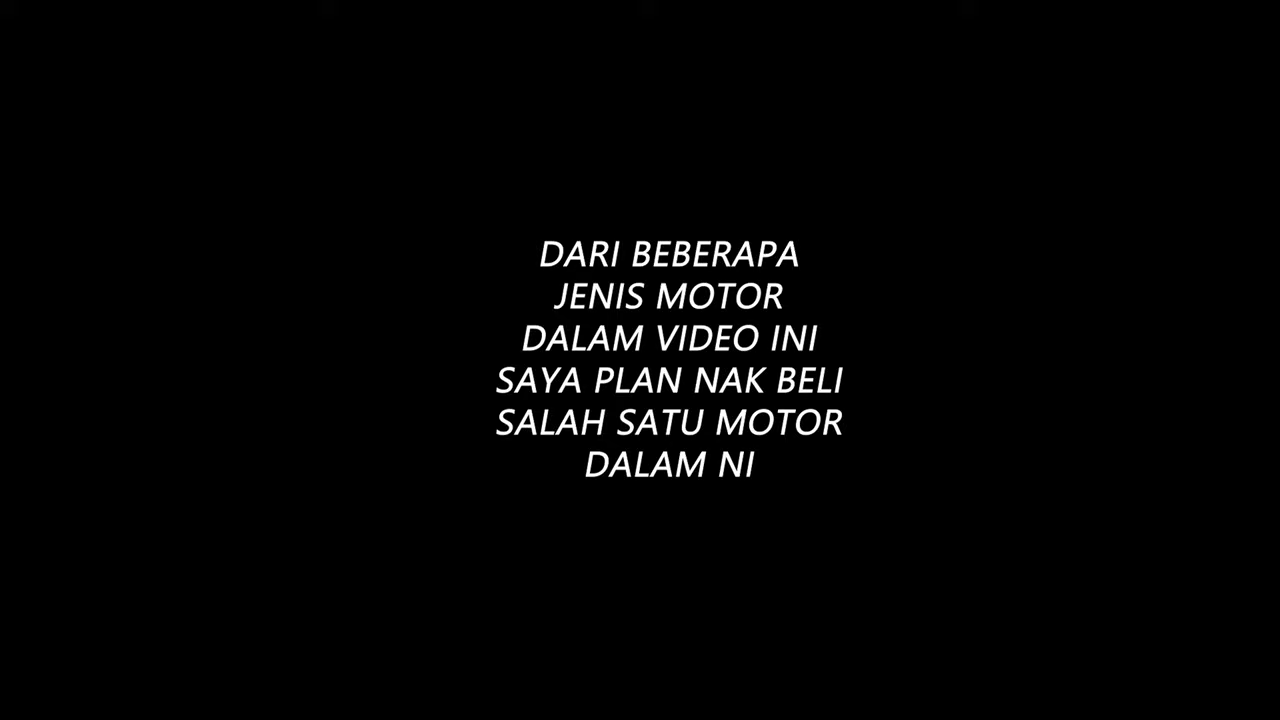 DARI BEBERAPA
JENIS MOTOR
DALAM VIDEO INI
SAYA PLAN NAK BELI
SALAH SATU MOTOR
DALAM NI